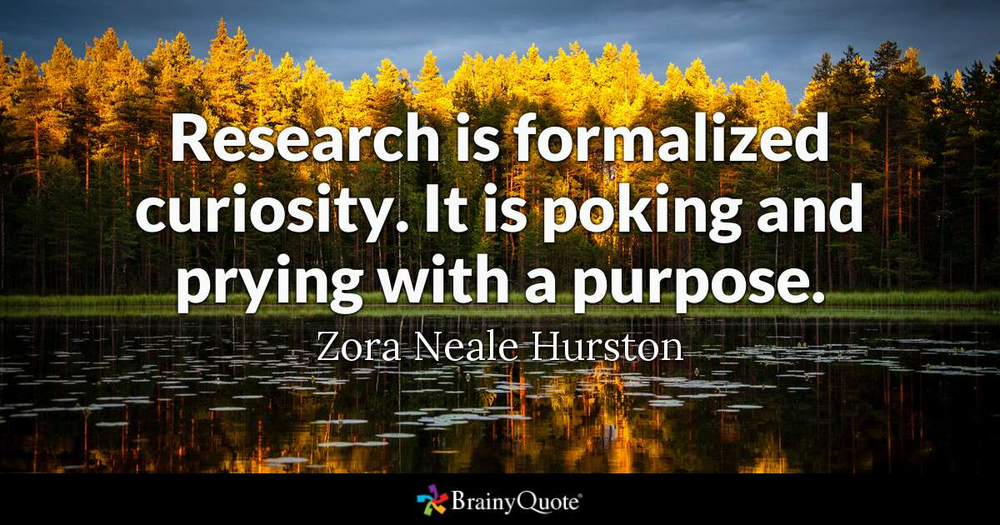 Research is formalized
curiosity. It is poking and
prying with a purpose.
Zora Neale Hurston
BrainyQuote®